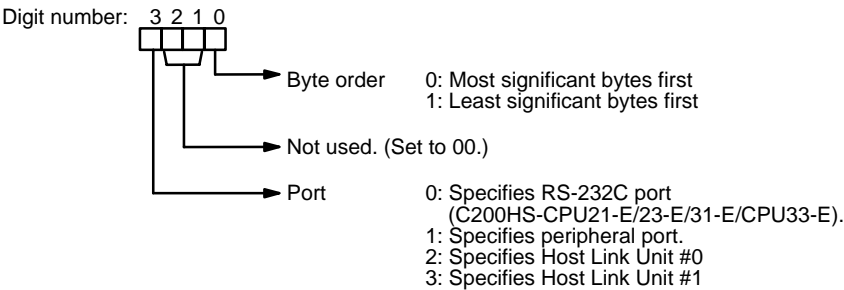 Digit number: 3 2 1 0
Byte order 0: Most significant bytes first
1: Least significant bytes first
Not used. (Set to 00.)
Port 0: Specifies RS-232C port
(C200HS-CPU21-E/23-E/31-E/CPU33-E).
1: Specifies peripheral port.
2: Specifies Host Link Unit #0
3: Specifies Host Link Unit #1